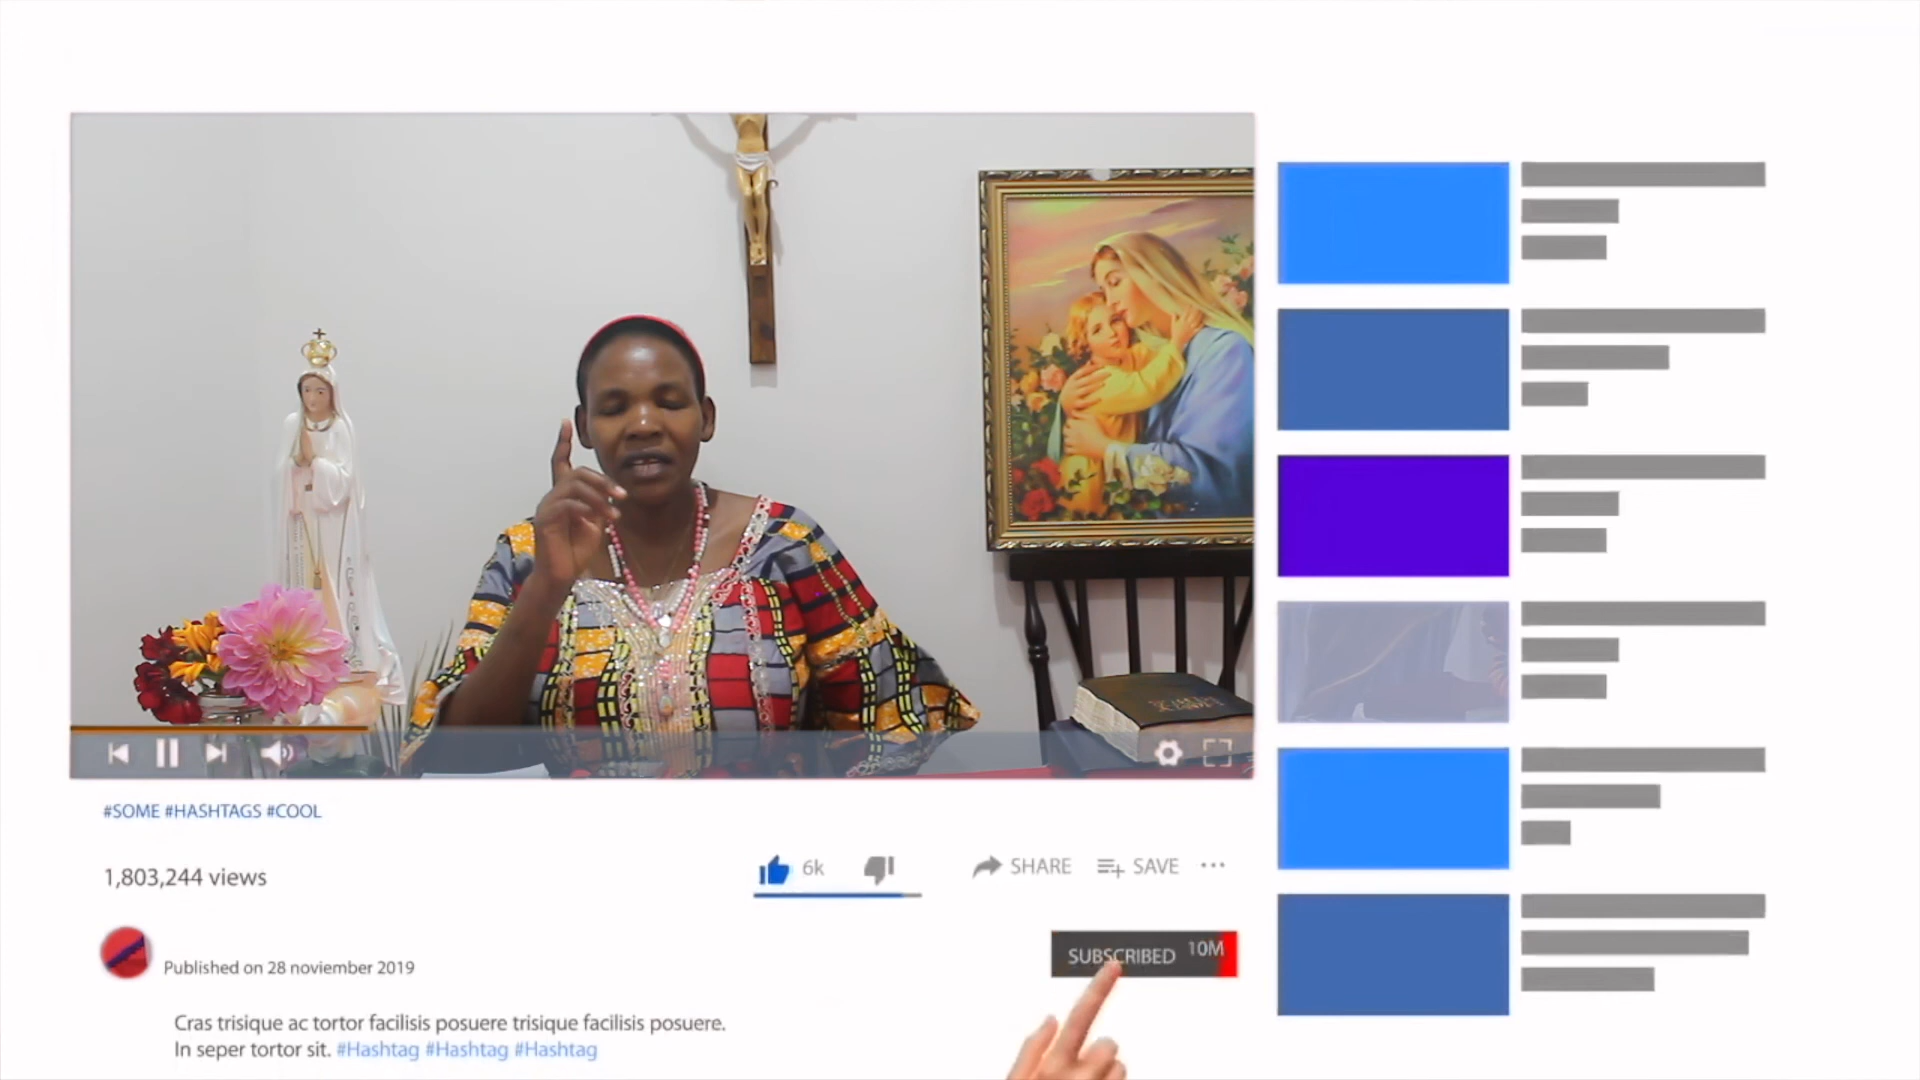 #SOME #HASHTAGS #COOL
1,803,244 views
6k
SHARE
SAVE
SUBSCRIBED 10M
Published on 28 noviember 2019
Cras trisique ac tortor facilisis posuere trisique facilisis posuere.
In seper tortor sit. #Hashtag #Hashtag #Hashtag